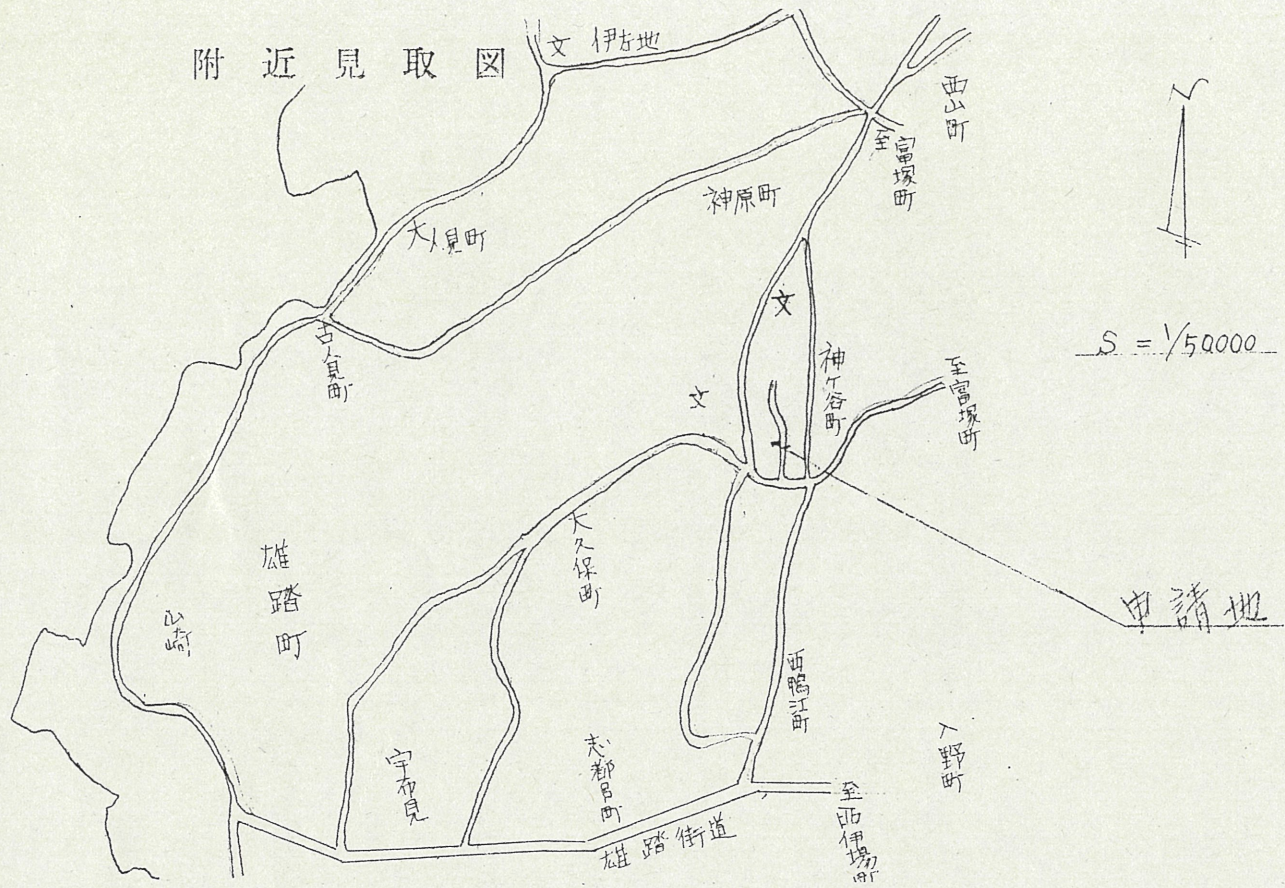 附近見取図
文 伊左地
西山町
至富塚町
N
神原町
大人見町
文
S = 1/50000
古人見町
神ケ谷町
至富塚町
文
大久保町
雄踏町
山崎
申請地
西鴨江町
入野町
志都呂町
宇布見
雄踏街道
至西伊場町